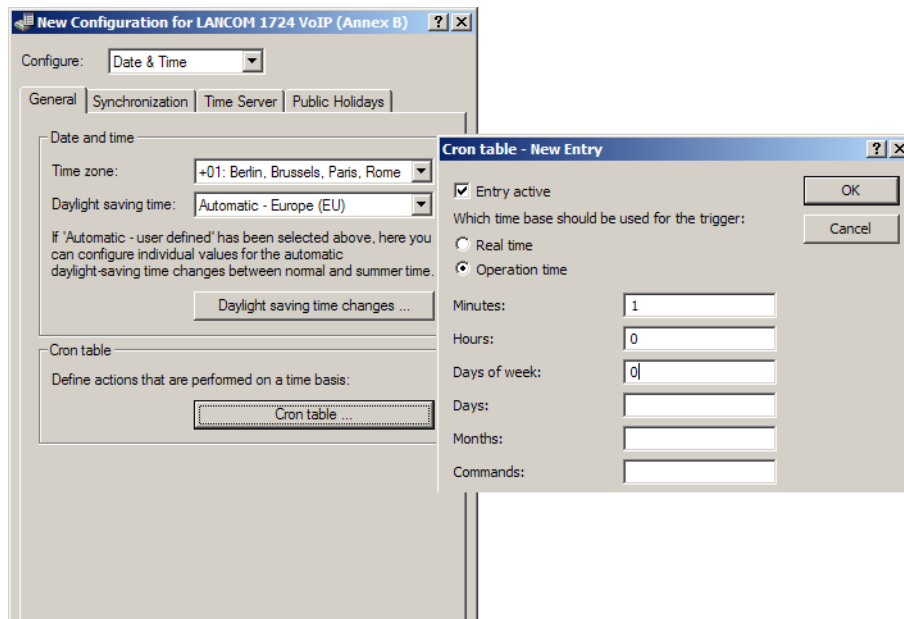 New Configuration for LANCOM 1724 VoIP (Annex B)
Configure: Date & Time
General Synchronization Time Server Public Holidays
Date and time
Time zone: +01: Berlin, Brussels, Paris, Rome
Daylight saving time: Automatic - Europe (EU)
If 'Automatic - user defined' has been selected above, here you
can configure individual values for the automatic
daylight-saving time changes between normal and summer time.
Daylight saving time changes ...
Cron table
Define actions that are performed on a time basis:
Cron table ...
Cron table - New Entry
Entry active
OK
Which time base should be used for the trigger:
Cancel
Real time
Operation time
Minutes: 1
Hours: 0
Days of week: 0
Days:
Months:
Commands: